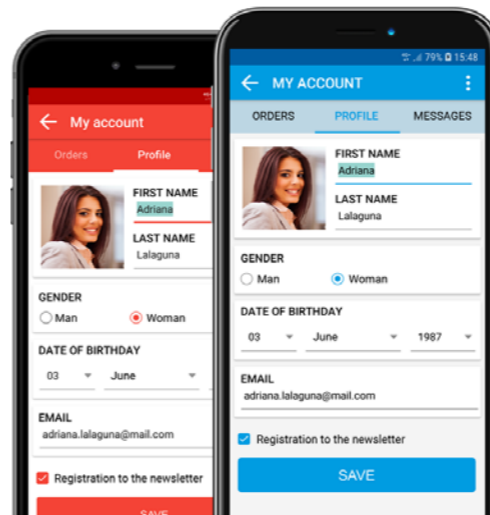 My account
Orders
Profile
FIRST NAME
Adriana
LAST NAME
Lalaguna
GENDER
Man
Woman
DATE OF BIRTHDAY
03
June
EMAIL
adriana.lalaguna@mail.com
Registration to the newsletter
SAVE
79% 15:48
MY ACCOUNT
ORDERS
PROFILE
MESSAGES
FIRST NAME
Adriana
LAST NAME
Lalaguna
GENDER
Man
Woman
DATE OF BIRTHDAY
03
June
1987
EMAIL
adriana.lalaguna@mail.com
Registration to the newsletter
SAVE